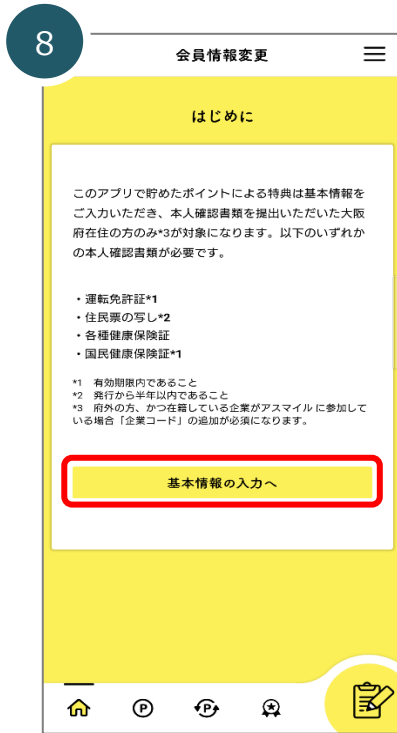 8
会員情報変更
はじめに
このアプリで貯めたポイントによる特典は基本情報を
ご入力いただき、本人確認書類を提出いただいた大阪
府在住の方のみ*3が対象になります。以下のいずれか
の本人確認書類が必要です。
・運転免許証*1
・住民票の写し*2
・各種健康保険証
・国民健康保険証*1
*1 有効期限内であること
*2 発行から半年以内であること
*3 府外の方、かつ在籍している企業がアスマイルに参加して
いる場合「企業コード」の追加が必須になります。
基本情報の入力へ
P
P